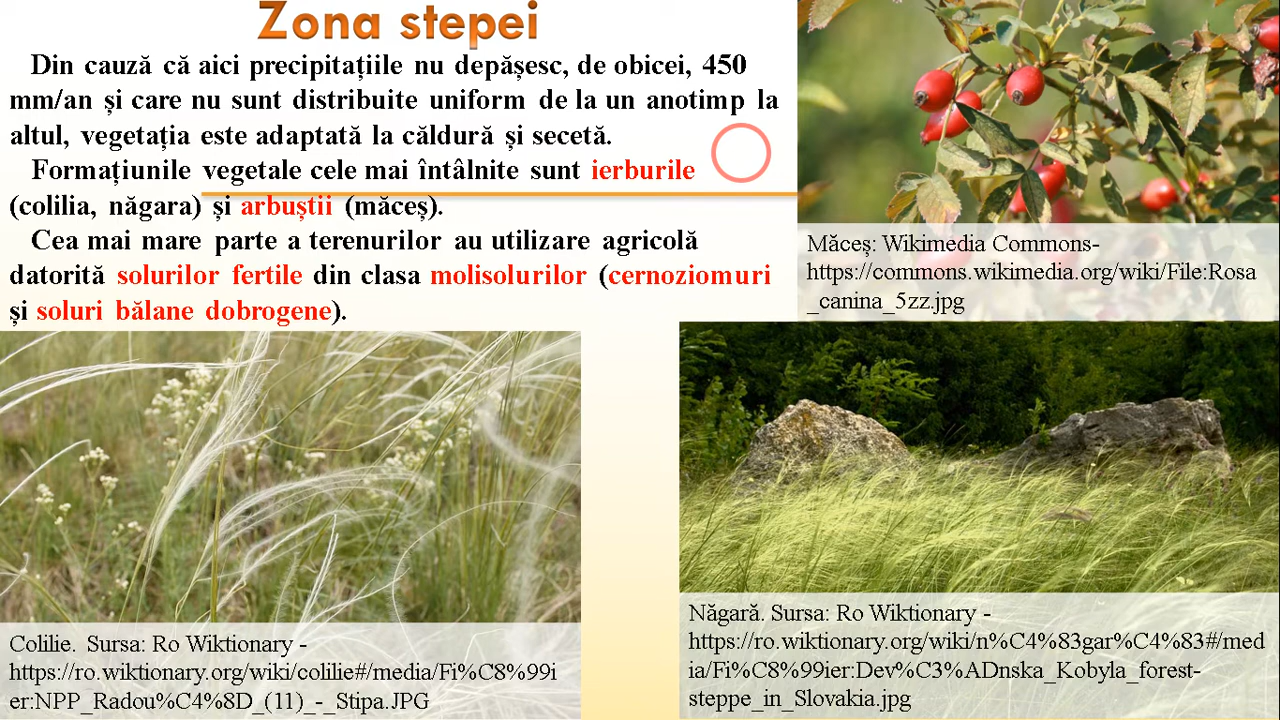 Zona stepei
Din cauză că aici precipitațiile nu depășesc, de obicei, 450
mm/an și care nu sunt distribuite uniform de la un anotimp la
altul, vegetația este adaptată la căldură și secetă.
Formațiunile vegetale cele mai întâlnite sunt ierburile
(colilia, năgara) și arbuștii (măceș).
Cea mai mare parte a terenurilor au utilizare agricolă
datorită solurilor fertile din clasa molisolurilor (cernoziomuri
și soluri bălane dobrogene).
Măceș: Wikimedia Commons-
https://commons.wikimedia.org/wiki/File:Rosa
_canina_5zz.jpg
Colilie. Sursa: Ro Wiktionary -
https://ro.wiktionary.org/wiki/colilie#/media/Fi%C8%99i
er:NPP_Radou%C4%8D_(11)_-_Stipa.JPG
Năgară. Sursa: Ro Wiktionary -
https://ro.wiktionary.org/wiki/n%C4%83gar%C4%83#/med
ia/Fi%C8%99ier:Dev%C3%ADnska_Kobyla_forest-
steppe_in_Slovakia.jpg